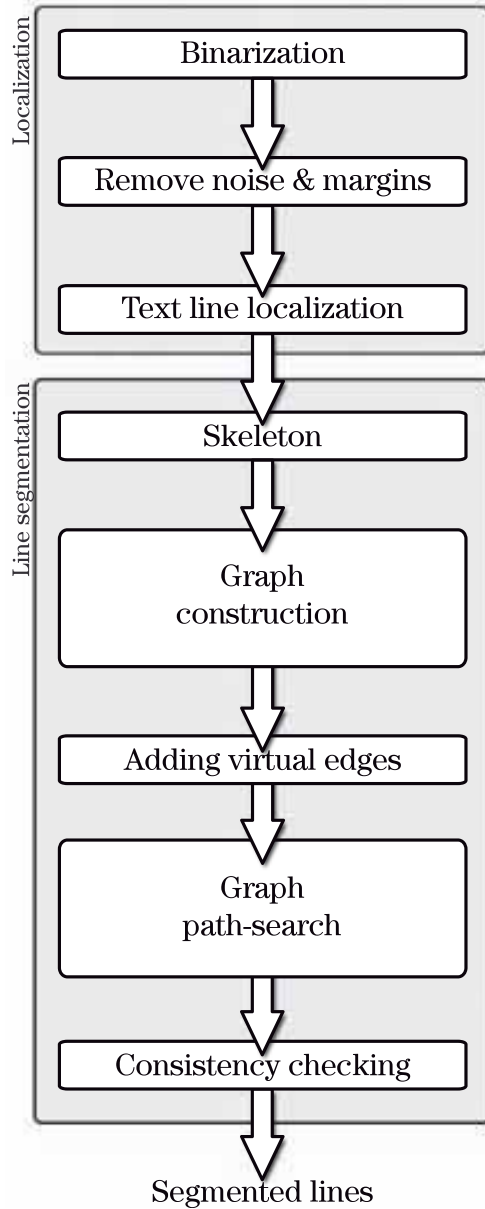 Localization
Binarization
Remove noise & margins
Text line localization
Line segmentation
Skeleton
Graph
construction
Adding virtual edges
Graph
path-search
Consistency checking
Segmented lines